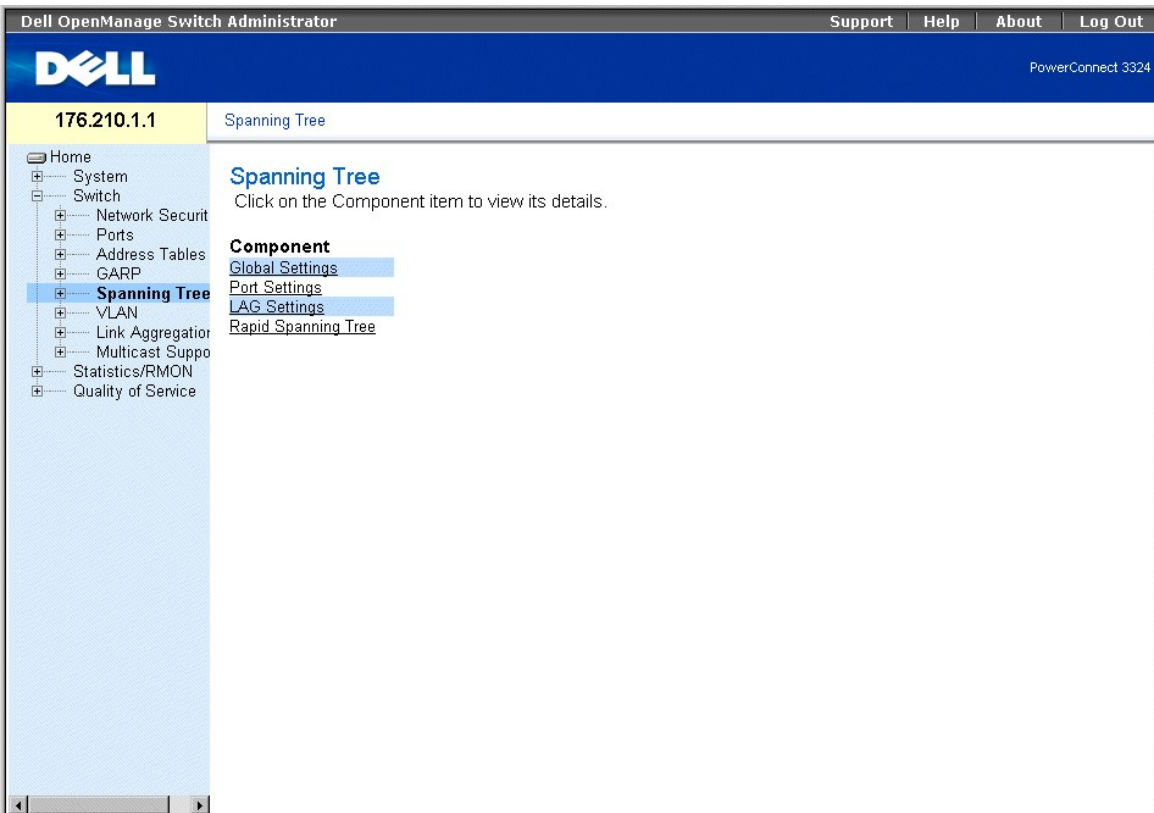 Dell OpenManage Switch Administrator
Support | Help | About | Log Out
DELL
PowerConnect 3324
176.210.1.1
Spanning Tree
Home
System
Switch
Network Securit
Ports
Address Tables
GARP
Spanning Tree
VLAN
Link Aggregation
Multicast Suppo
Statistics/RMON
Quality of Service
Spanning Tree
Click on the Component item to view its details.
Component
Global Settings
Port Settings
LAG Settings
Rapid Spanning Tree